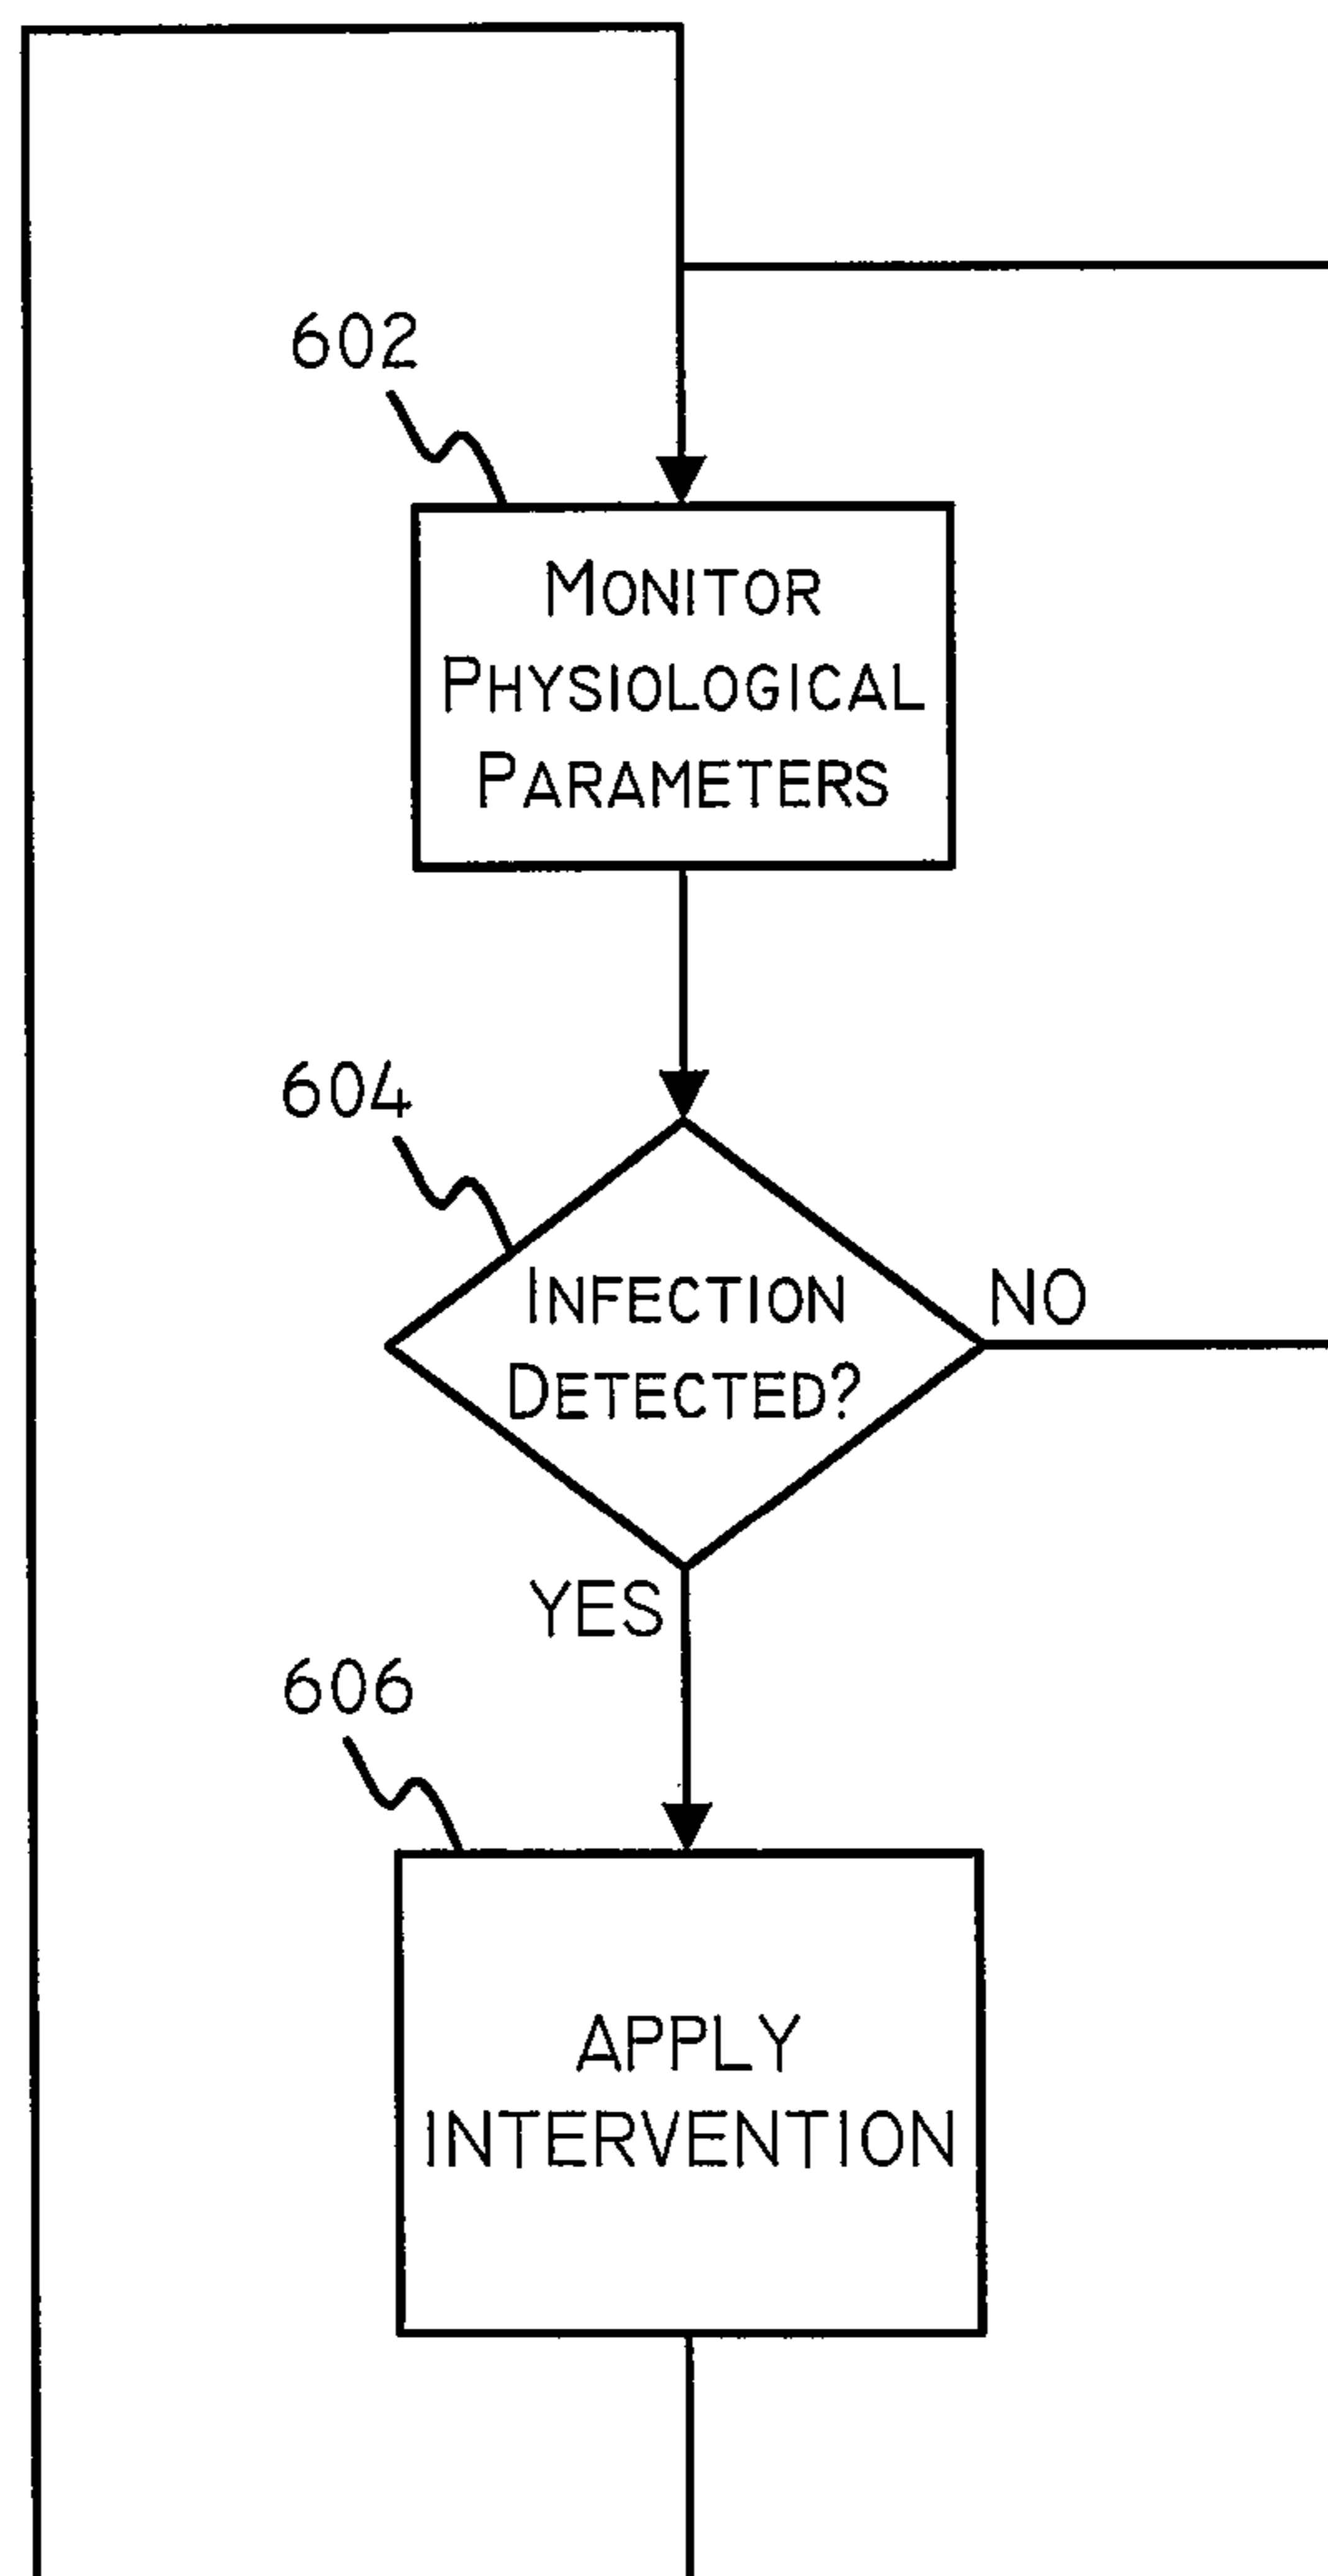 602
MONITOR
PHYSIOLOGICAL
PARAMETERS
604
INFECTION
DETECTED?
NO
YES
606
APPLY
INTERVENTION